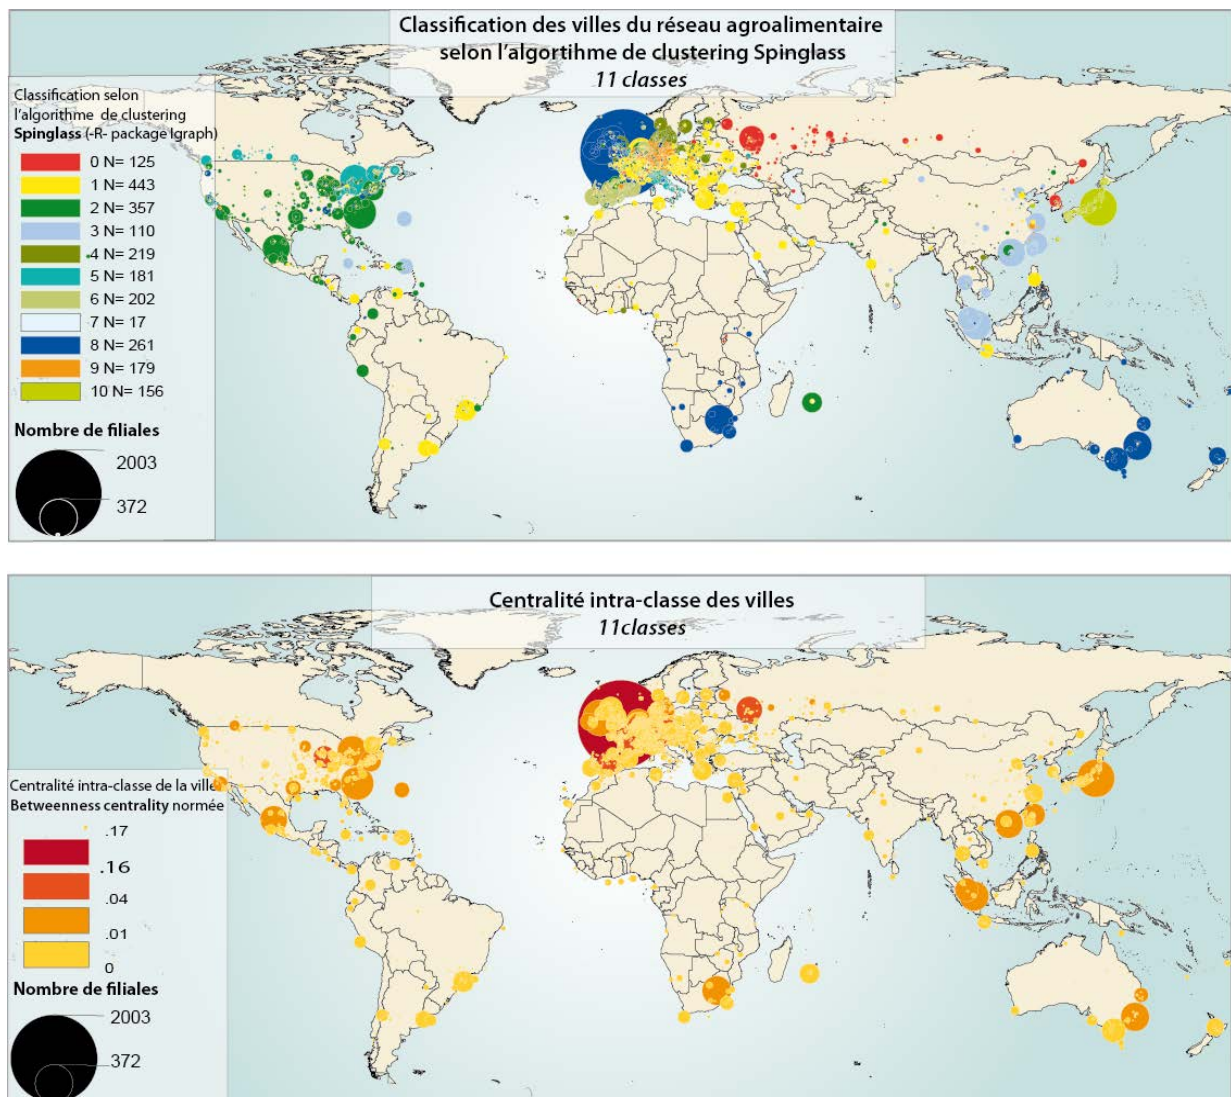 Classification des villes du réseau agroalimentaire
selon l'algortihme de clustering Spinglass
11 classes
Classification selon
l'algorithme de clustering
Spinglass (-R- package Igraph)
0 N= 125
1 N= 443
2 N= 357
3 N= 110
4 N= 219
5 N= 181
6 N= 202
7 N= 17
8 N= 261
9 N= 179
10 N= 156
Nombre de filiales
2003
372
Centralité intra-classe des villes
11classes
Centralité intra-classe de la ville
Betweenness centrality normée
.17
.16
.04
.01
0
Nombre de filiales
2003
372